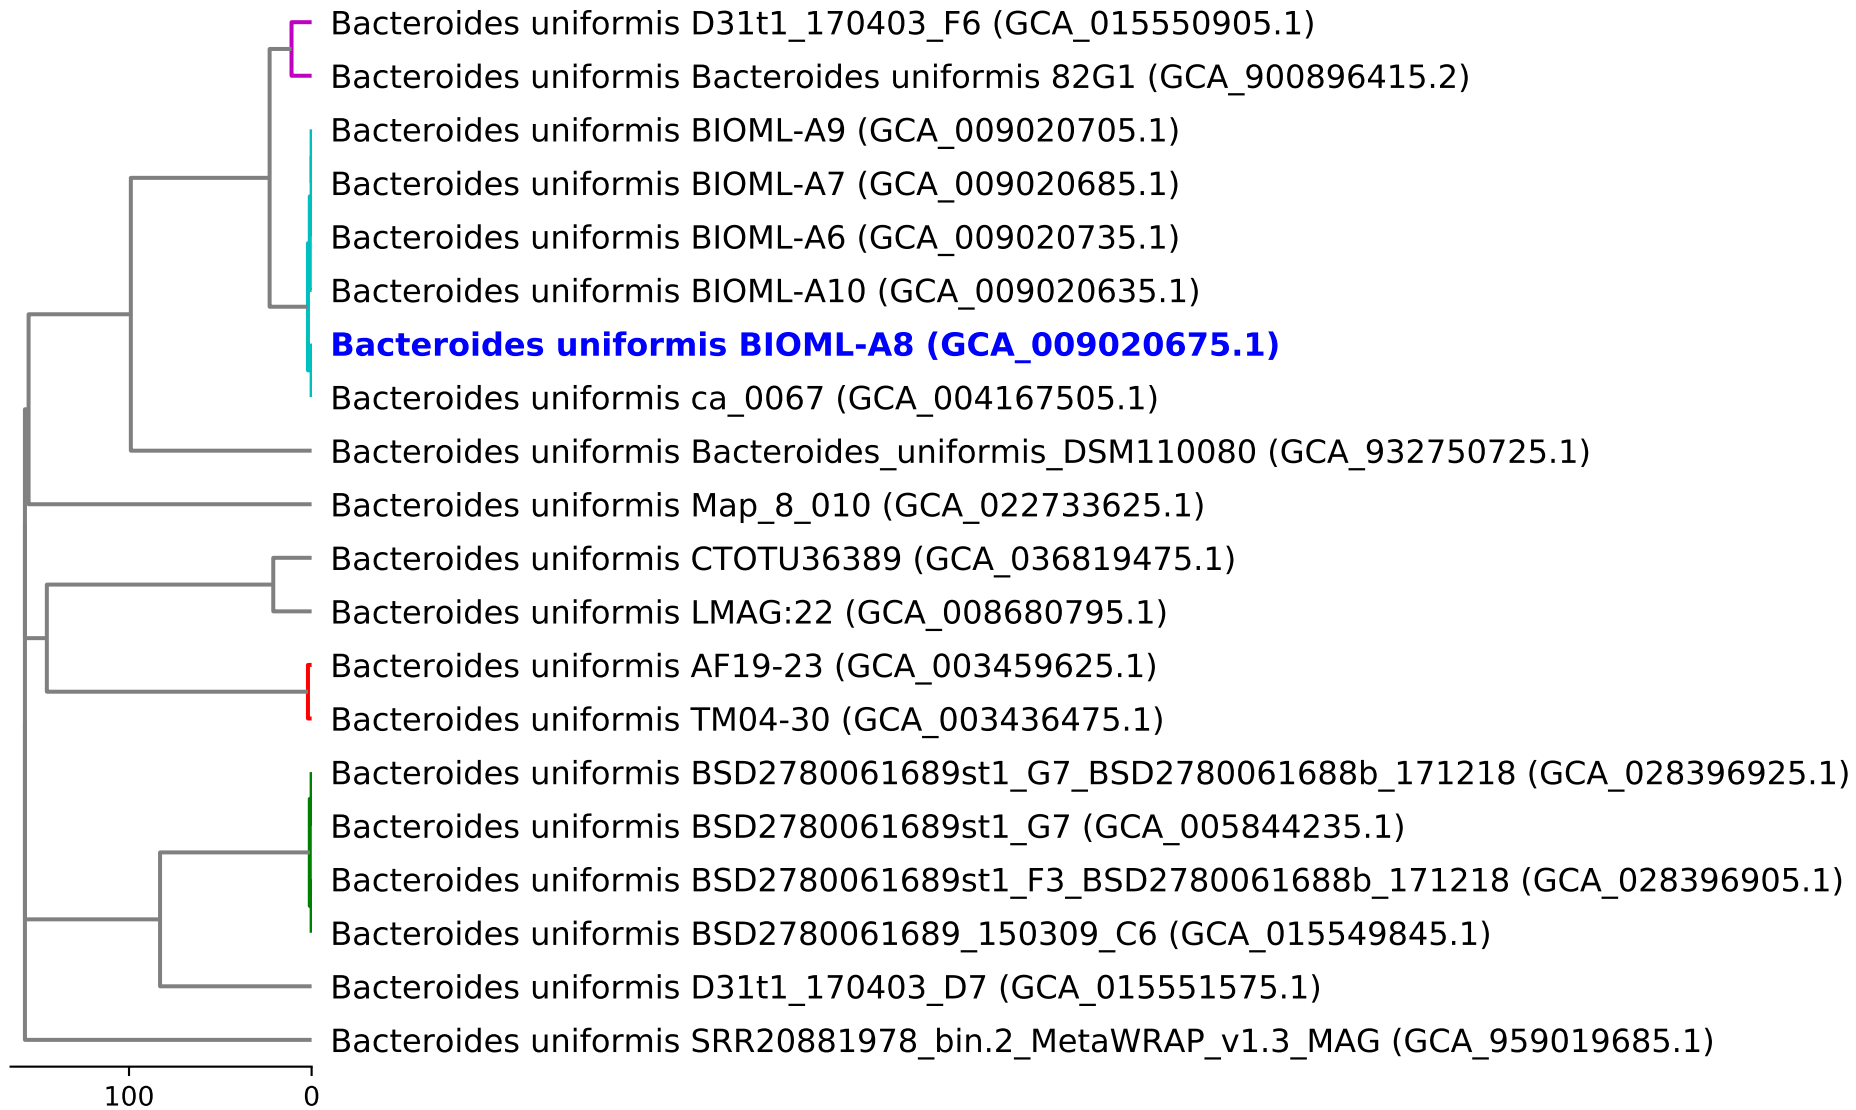 Bacteroides uniformis D31t1_170403_F6 (GCA_015550905.1)
Bacteroides uniformis Bacteroides uniformis 82G1 (GCA_900896415.2)
Bacteroides uniformis BIOML-A9 (GCA_009020705.1)
Bacteroides uniformis BIOML-A7 (GCA_009020685.1)
Bacteroides uniformis BIOML-A6 (GCA_009020735.1)
Bacteroides uniformis BIOML-A10 (GCA_009020635.1)
Bacteroides uniformis BIOML-A8 (GCA_009020675.1)
Bacteroides uniformis ca_0067 (GCA_004167505.1)
Bacteroides uniformis Bacteroides_uniformis_DSM110080 (GCA_932750725.1)
Bacteroides uniformis Map_8_010 (GCA_022733625.1)
Bacteroides uniformis CTOTU36389 (GCA_036819475.1)
Bacteroides uniformis LMAG:22 (GCA_008680795.1)
Bacteroides uniformis AF19-23 (GCA_003459625.1)
Bacteroides uniformis TM04-30 (GCA_003436475.1)
Bacteroides uniformis BSD2780061689st1_G7_BSD2780061688b_171218 (GCA_028396925.1)
Bacteroides uniformis BSD2780061689st1_G7 (GCA_005844235.1)
Bacteroides uniformis BSD2780061689st1_F3_BSD2780061688b_171218 (GCA_028396905.1)
Bacteroides uniformis BSD2780061689_150309_C6 (GCA_015549845.1)
Bacteroides uniformis D31t1_170403_D7 (GCA_015551575.1)
Bacteroides uniformis SRR20881978_bin.2_MetaWRAP_v1.3_MAG (GCA_959019685.1)
100 0